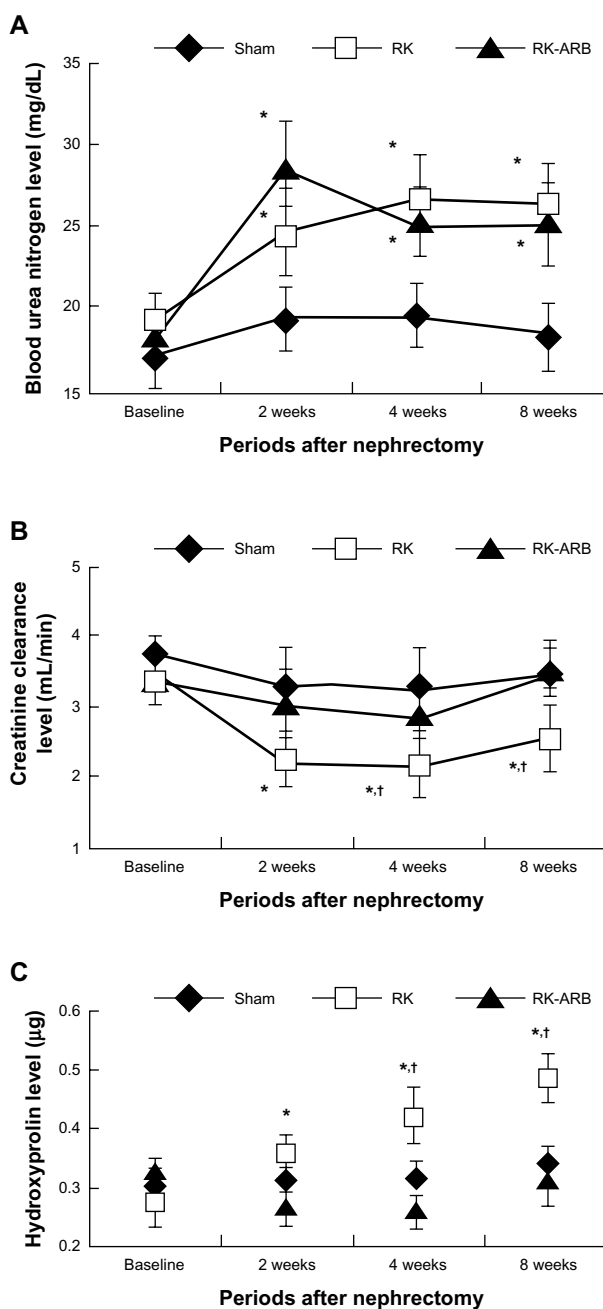 A
Sham RK RK-ARB
Blood urea nitrogen level (mg/dL)
35
30
25
20
15
*
*
*
*
*
*
Baseline 2 weeks 4 weeks 8 weeks
Periods after nephrectomy
B
Sham RK RK-ARB
Creatinine clearance
level (mL/min)
5
4
3
2
1
*
*,†
*,†
Baseline 2 weeks 4 weeks 8 weeks
Periods after nephrectomy
C
Sham RK RK-ARB
Hydroxyprolin level (μg)
0.6
0.5
0.4
0.3
0.2
*
*,†
*,†
Baseline 2 weeks 4 weeks 8 weeks
Periods after nephrectomy